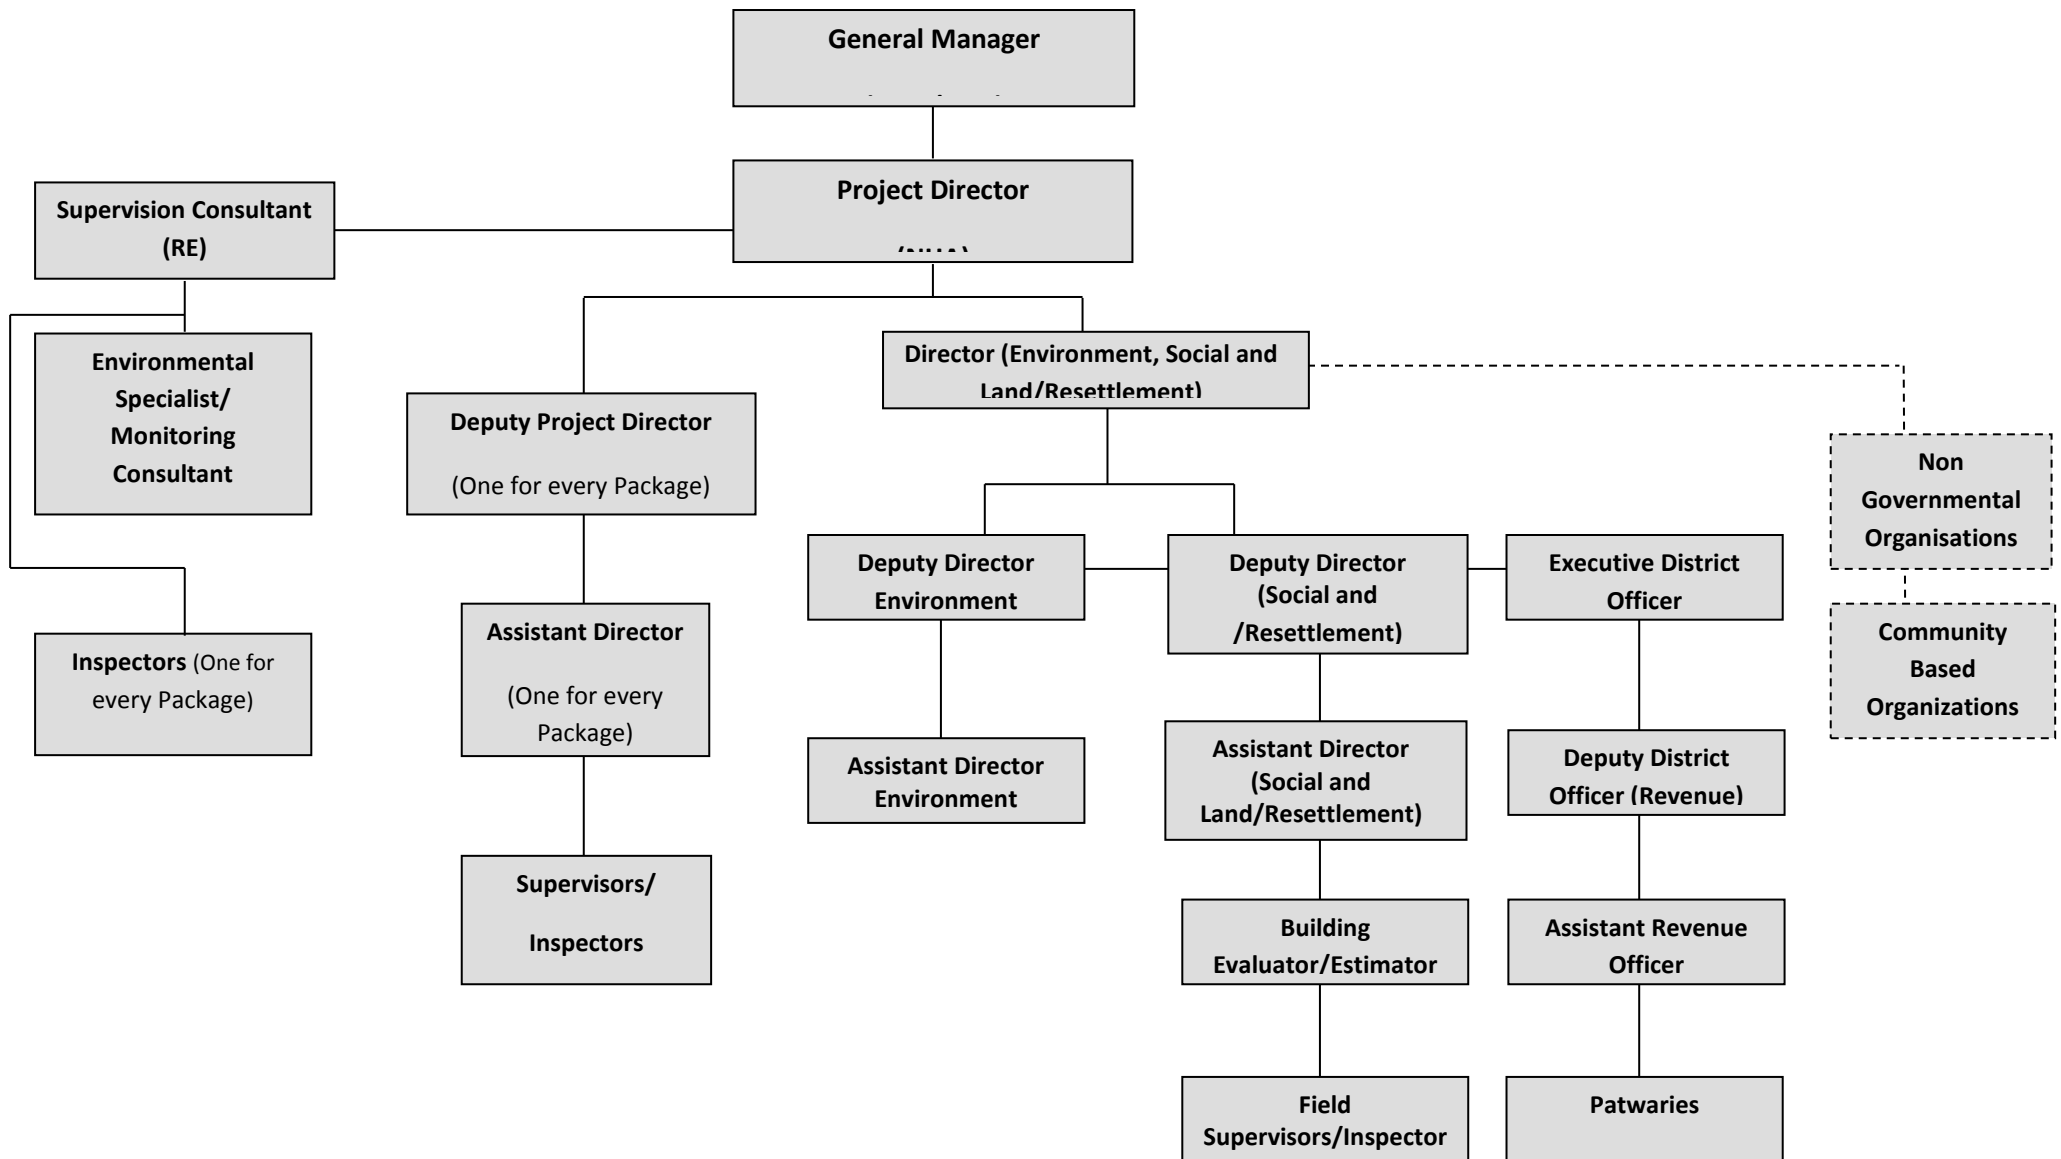 General Manager
Project Director
Supervision Consultant
(RE)
Environmental
Specialist/
Monitoring
Consultant
Inspectors (One for
every Package)
Deputy Project Director
(One for every Package)
Assistant Director
(One for every
Package)
Supervisors/
Inspectors
Director (Environment, Social and
Land/Resettlement)
Deputy Director
Environment
Assistant Director
Environment
Deputy Director
(Social and
/Resettlement)
Assistant Director
(Social and
Land/Resettlement)
Building
Evaluator/Estimator
Field
Supervisors/Inspector
Executive District
Officer
Deputy District
Officer (Revenue)
Assistant Revenue
Officer
Patwaries
Non
Governmental
Organisations
Community
Based
Organizations